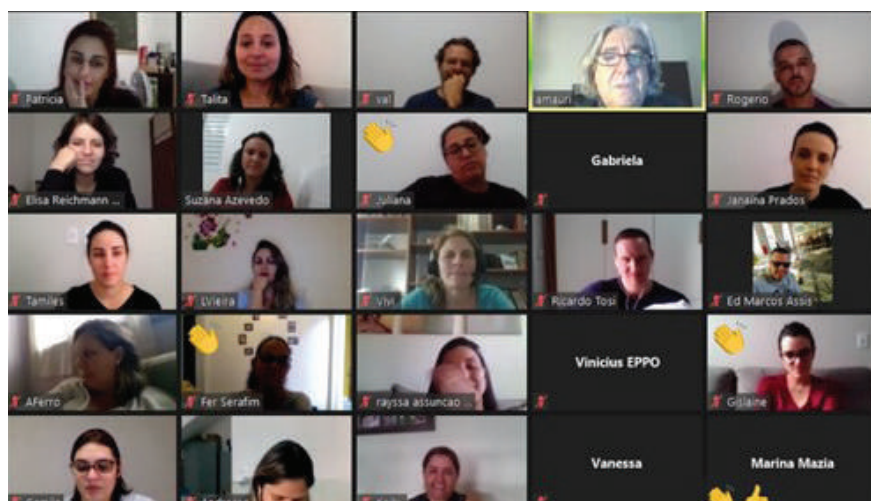 Patricia
Talita
val
amauri
Rogerio
Elisa Reichmann ...
Suzana Azevedo
Juliana
Gabriela
Janaína Prados
Tamiles
LVieira
Vivi
Ricardo Tosi
Ed Marcos Assis
AFerro
Fer Serafim
rayssa assuncao ...
Vinicius EPPO
Gislaine
Vanessa
Marina Mazia